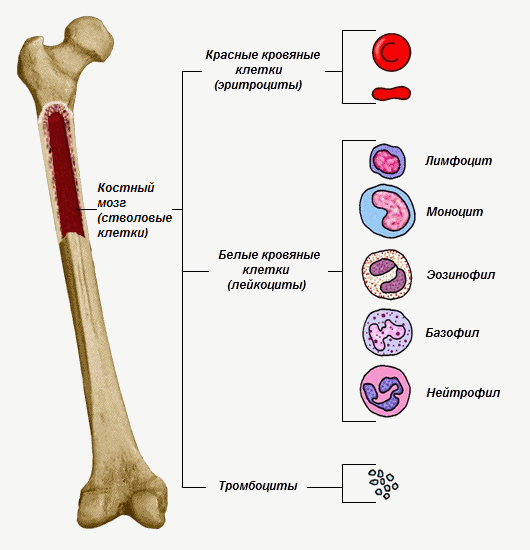 Красные кровяные
клетки
(эритроциты)
Костный
мозг
(стволовые
клетки)
Белые кровяные
клетки
(лейкоциты)
Лимфоцит
Моноцит
Эозинофил
Базофил
Нейтрофил
Тромбоциты